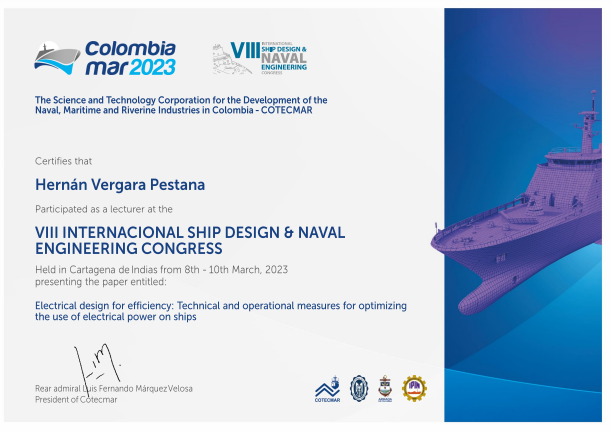 Colombia
mar 2023
VIII INTERNATIONAL
SHIP DESIGN &
NAVAL
ENGINEERING
CONGRESS
The Science and Technology Corporation for the Development of the
Naval, Maritime and Riverine Industries in Colombia - COTECMAR
Certifies that
Hernán Vergara Pestana
Participated as a lecturer at the
VIII INTERNACIONAL SHIP DESIGN & NAVAL
ENGINEERING CONGRESS
Held in Cartagena de Indias from 8th - 10th March, 2023
presenting the paper entitled:
Electrical design for efficiency: Technical and operational measures for optimizing
the use of electrical power on ships
Rear admiral Luis Fernando Márquez Velosa
President of Cotecmar
COTECMAR
ARMADA
IPIN